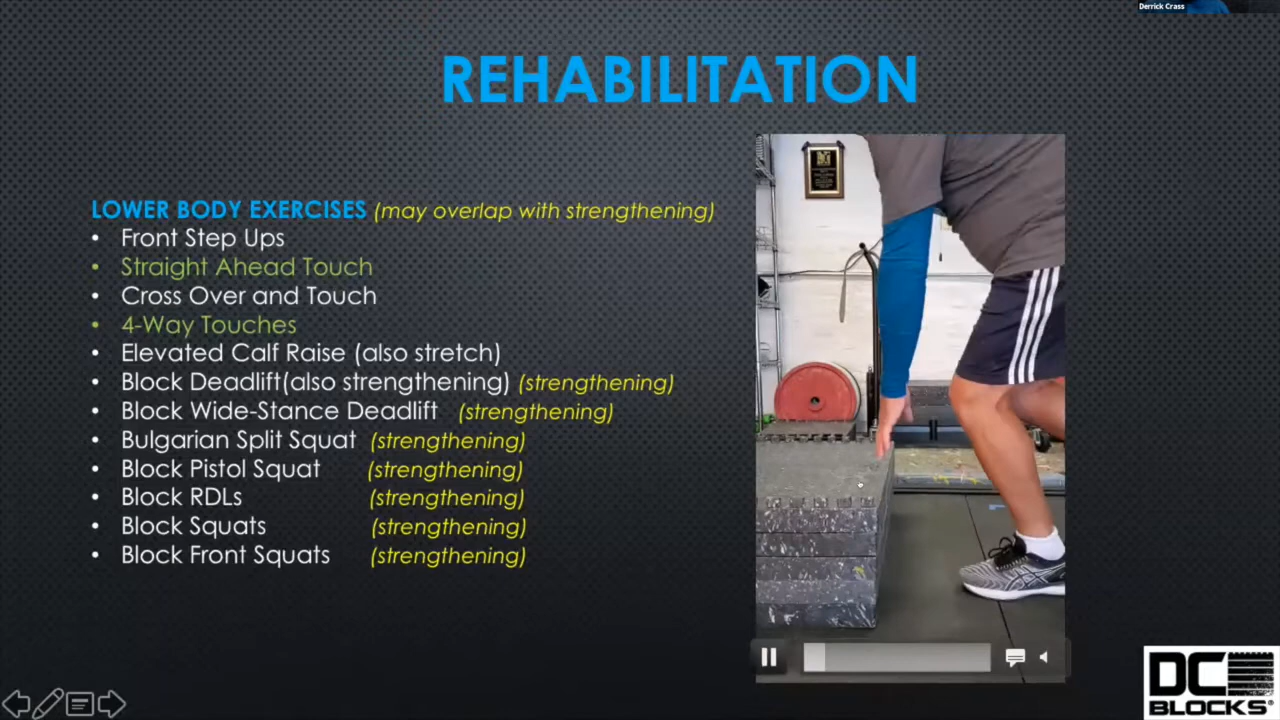 Derrick Crass
REHABILITATION
LOWER BODY EXERCISES (may overlap with strengthening)
• Front Step Ups
• Straight Ahead Touch
• Cross Over and Touch
• 4-Way Touches
• Elevated Calf Raise (also stretch)
• Block Deadlift(also strengthening) (strengthening)
• Block Wide-Stance Deadlift (strengthening)
• Bulgarian Split Squat (strengthening)
• Block Pistol Squat (strengthening)
• Block RDLs (strengthening)
• Block Squats (strengthening)
• Block Front Squats (strengthening)
DC
BLOCKS®